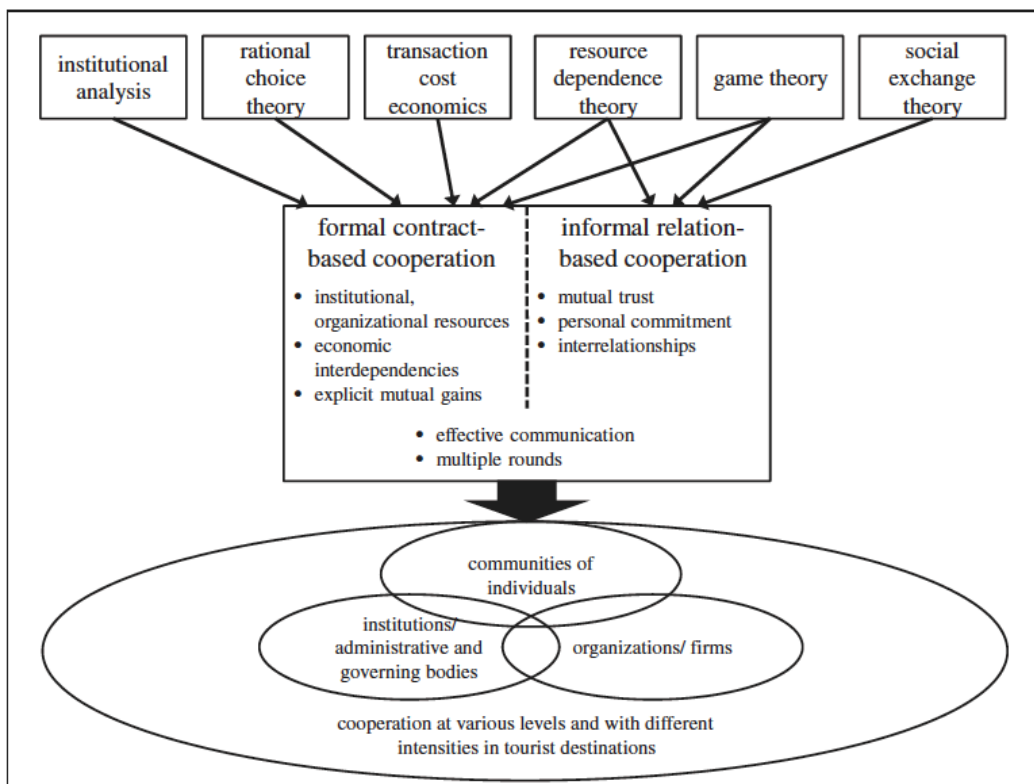 institutional
analysis
rational
choice
theory
transaction
cost
economics
resource
dependence
theory
game theory
social
exchange
theory
formal contract-
based cooperation
• institutional,
organizational resources
• economic
interdependencies
• explicit mutual gains
informal relation-
based cooperation
• mutual trust
• personal commitment
• interrelationships
• effective communication
• multiple rounds
communities of
individuals
institutions/
administrative and
governing bodies
organizations/ firms
cooperation at various levels and with different
intensities in tourist destinations